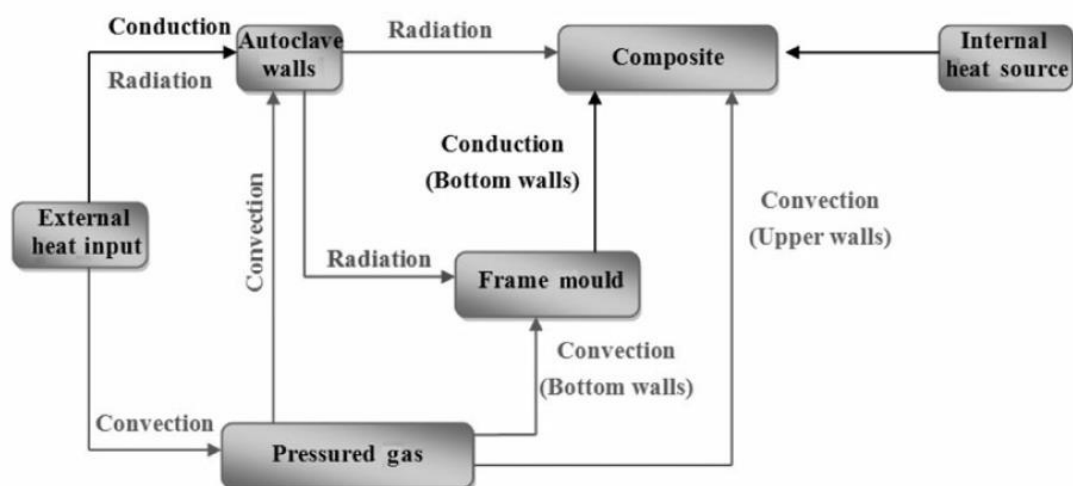 Conduction
Radiation
Autoclave
walls
Radiation
Composite
Internal
heat source
Conduction
(Bottom walls)
Convection
Convection
(Upper walls)
External
heat input
Radiation
Frame mould
Convection
(Bottom walls)
Convection
Pressured gas